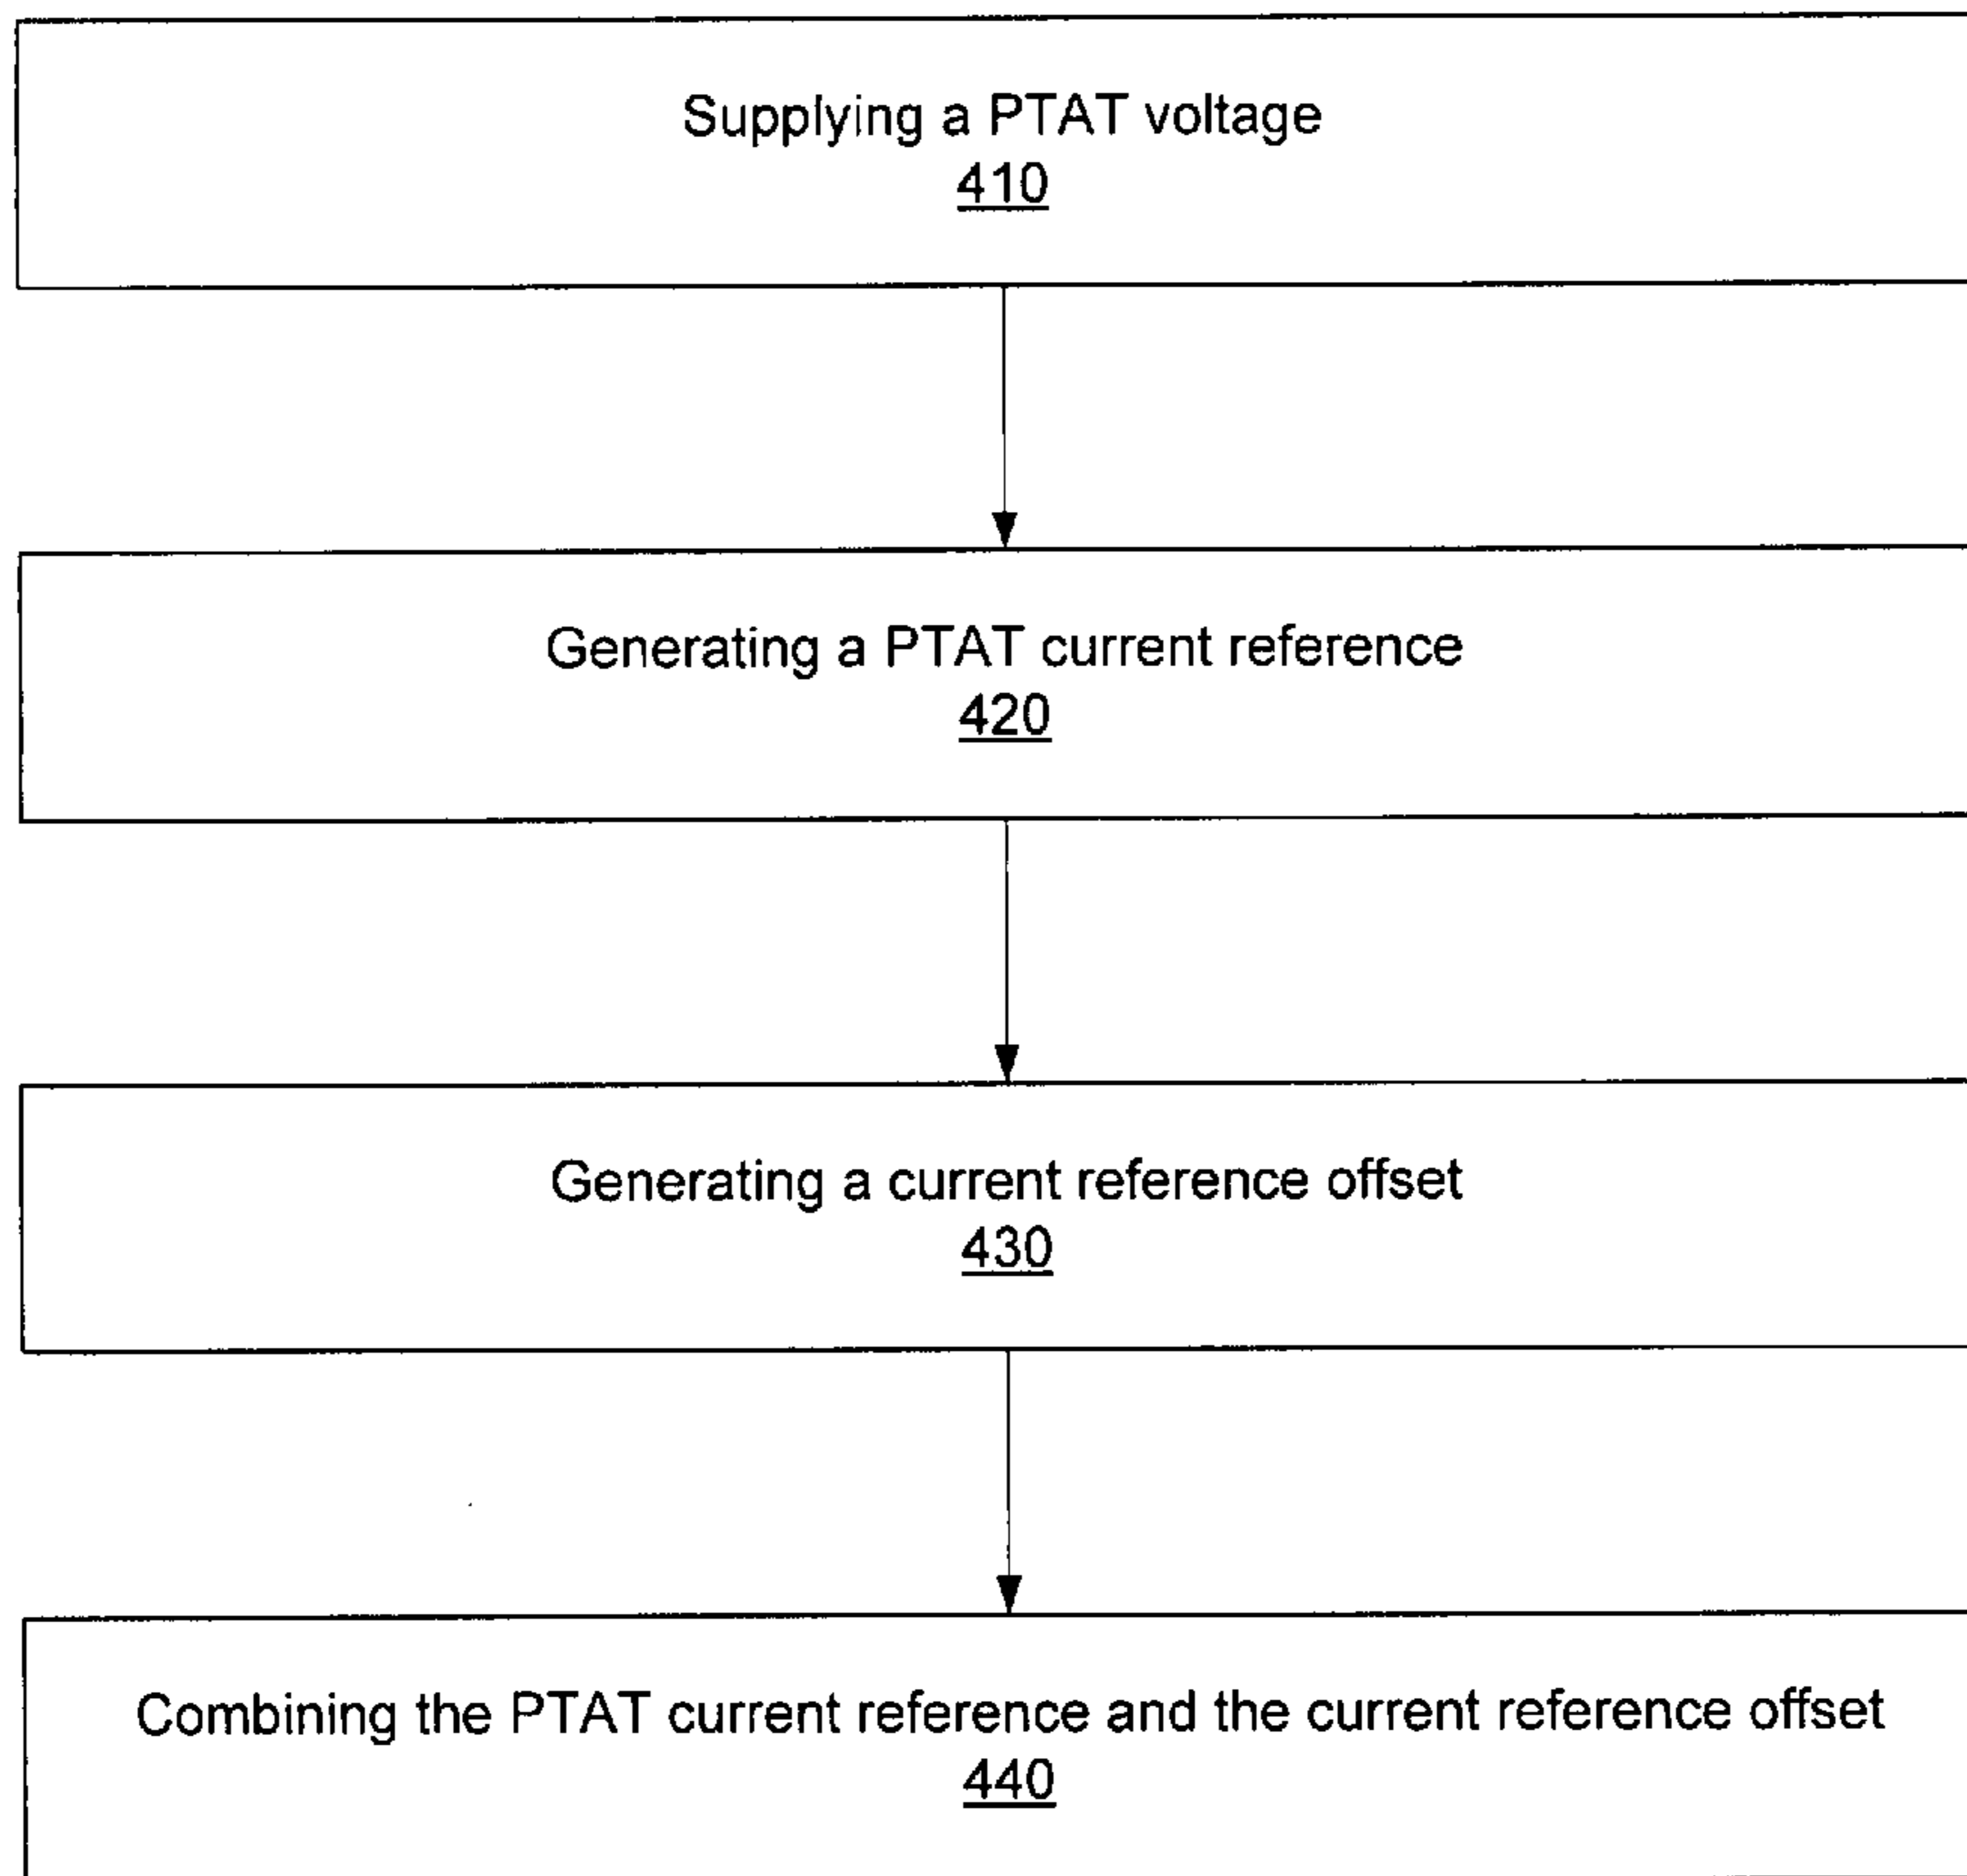 Supplying a PTAT voltage
410
Generating a PTAT current reference
420
Generating a current reference offset
430
Combining the PTAT current reference and the current reference offset
440